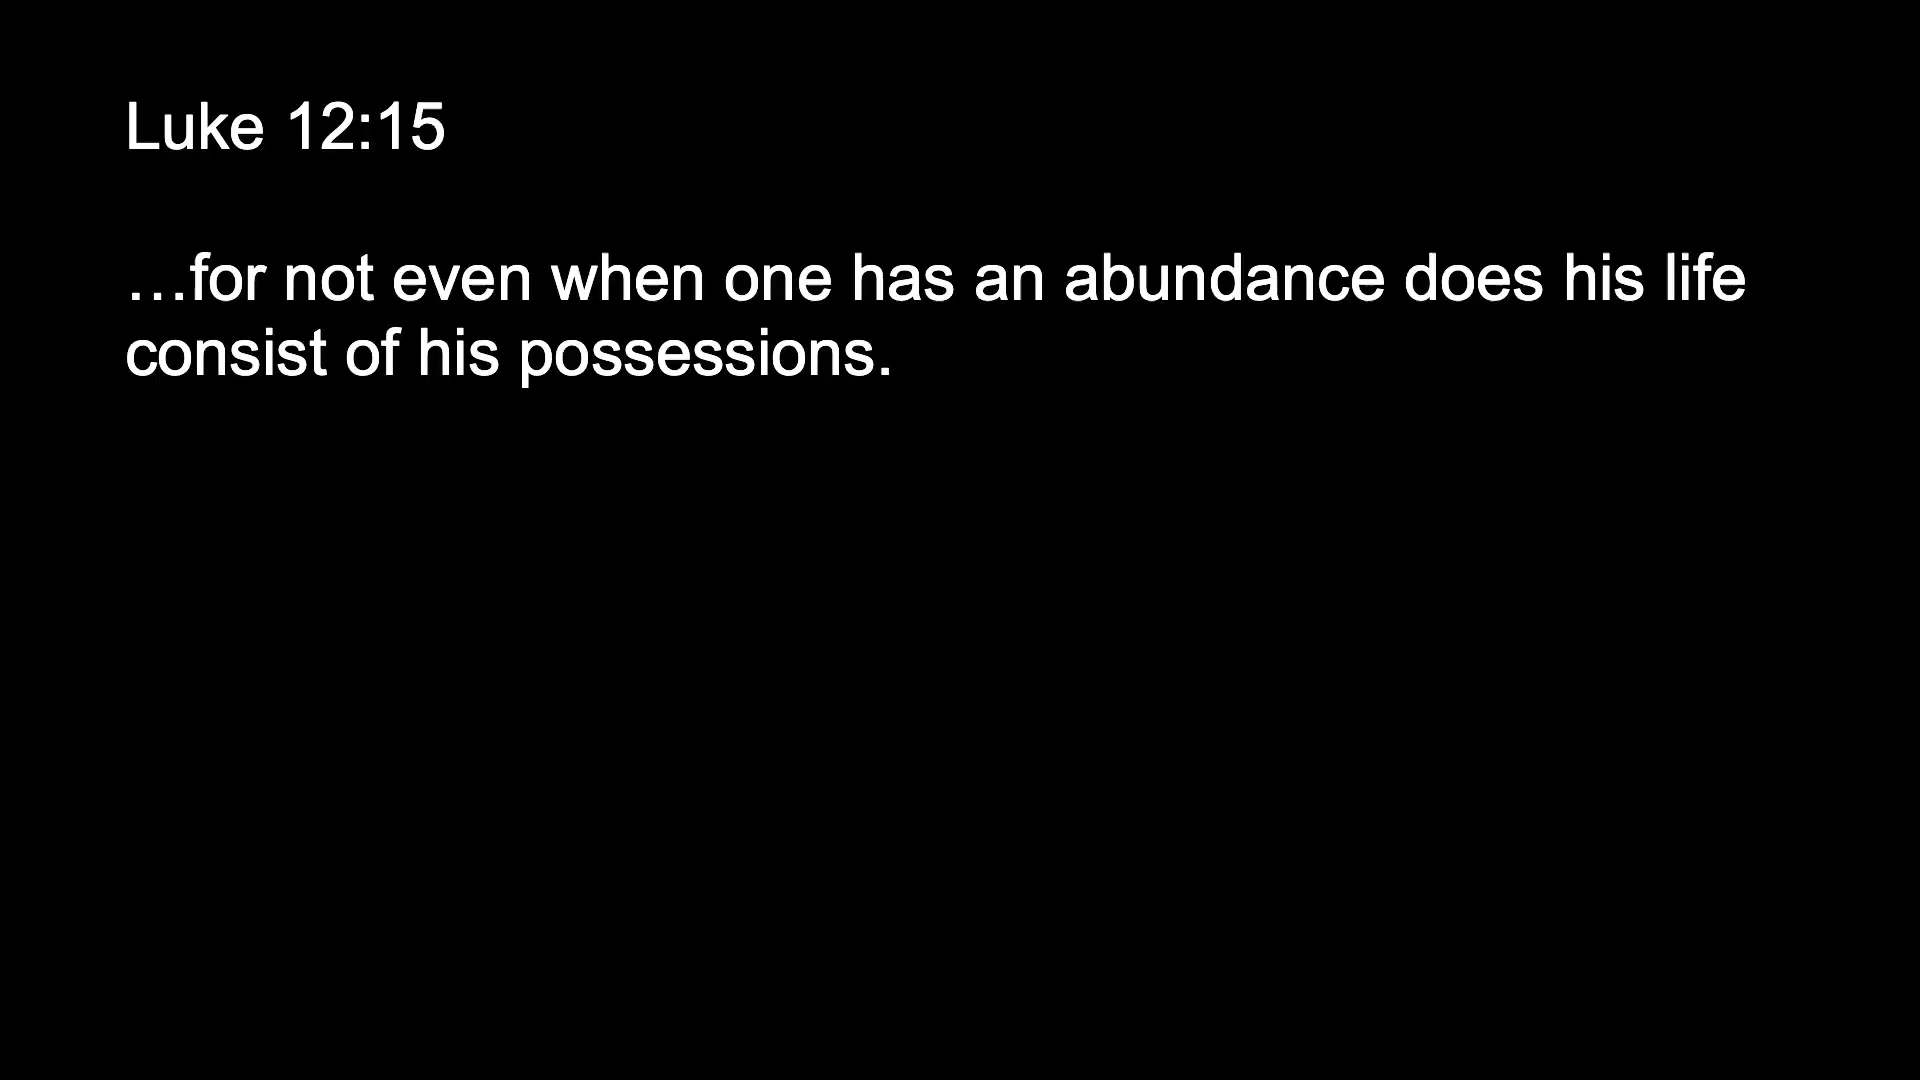 Luke 12:15
…for not even when one has an abundance does his life
consist of his possessions.